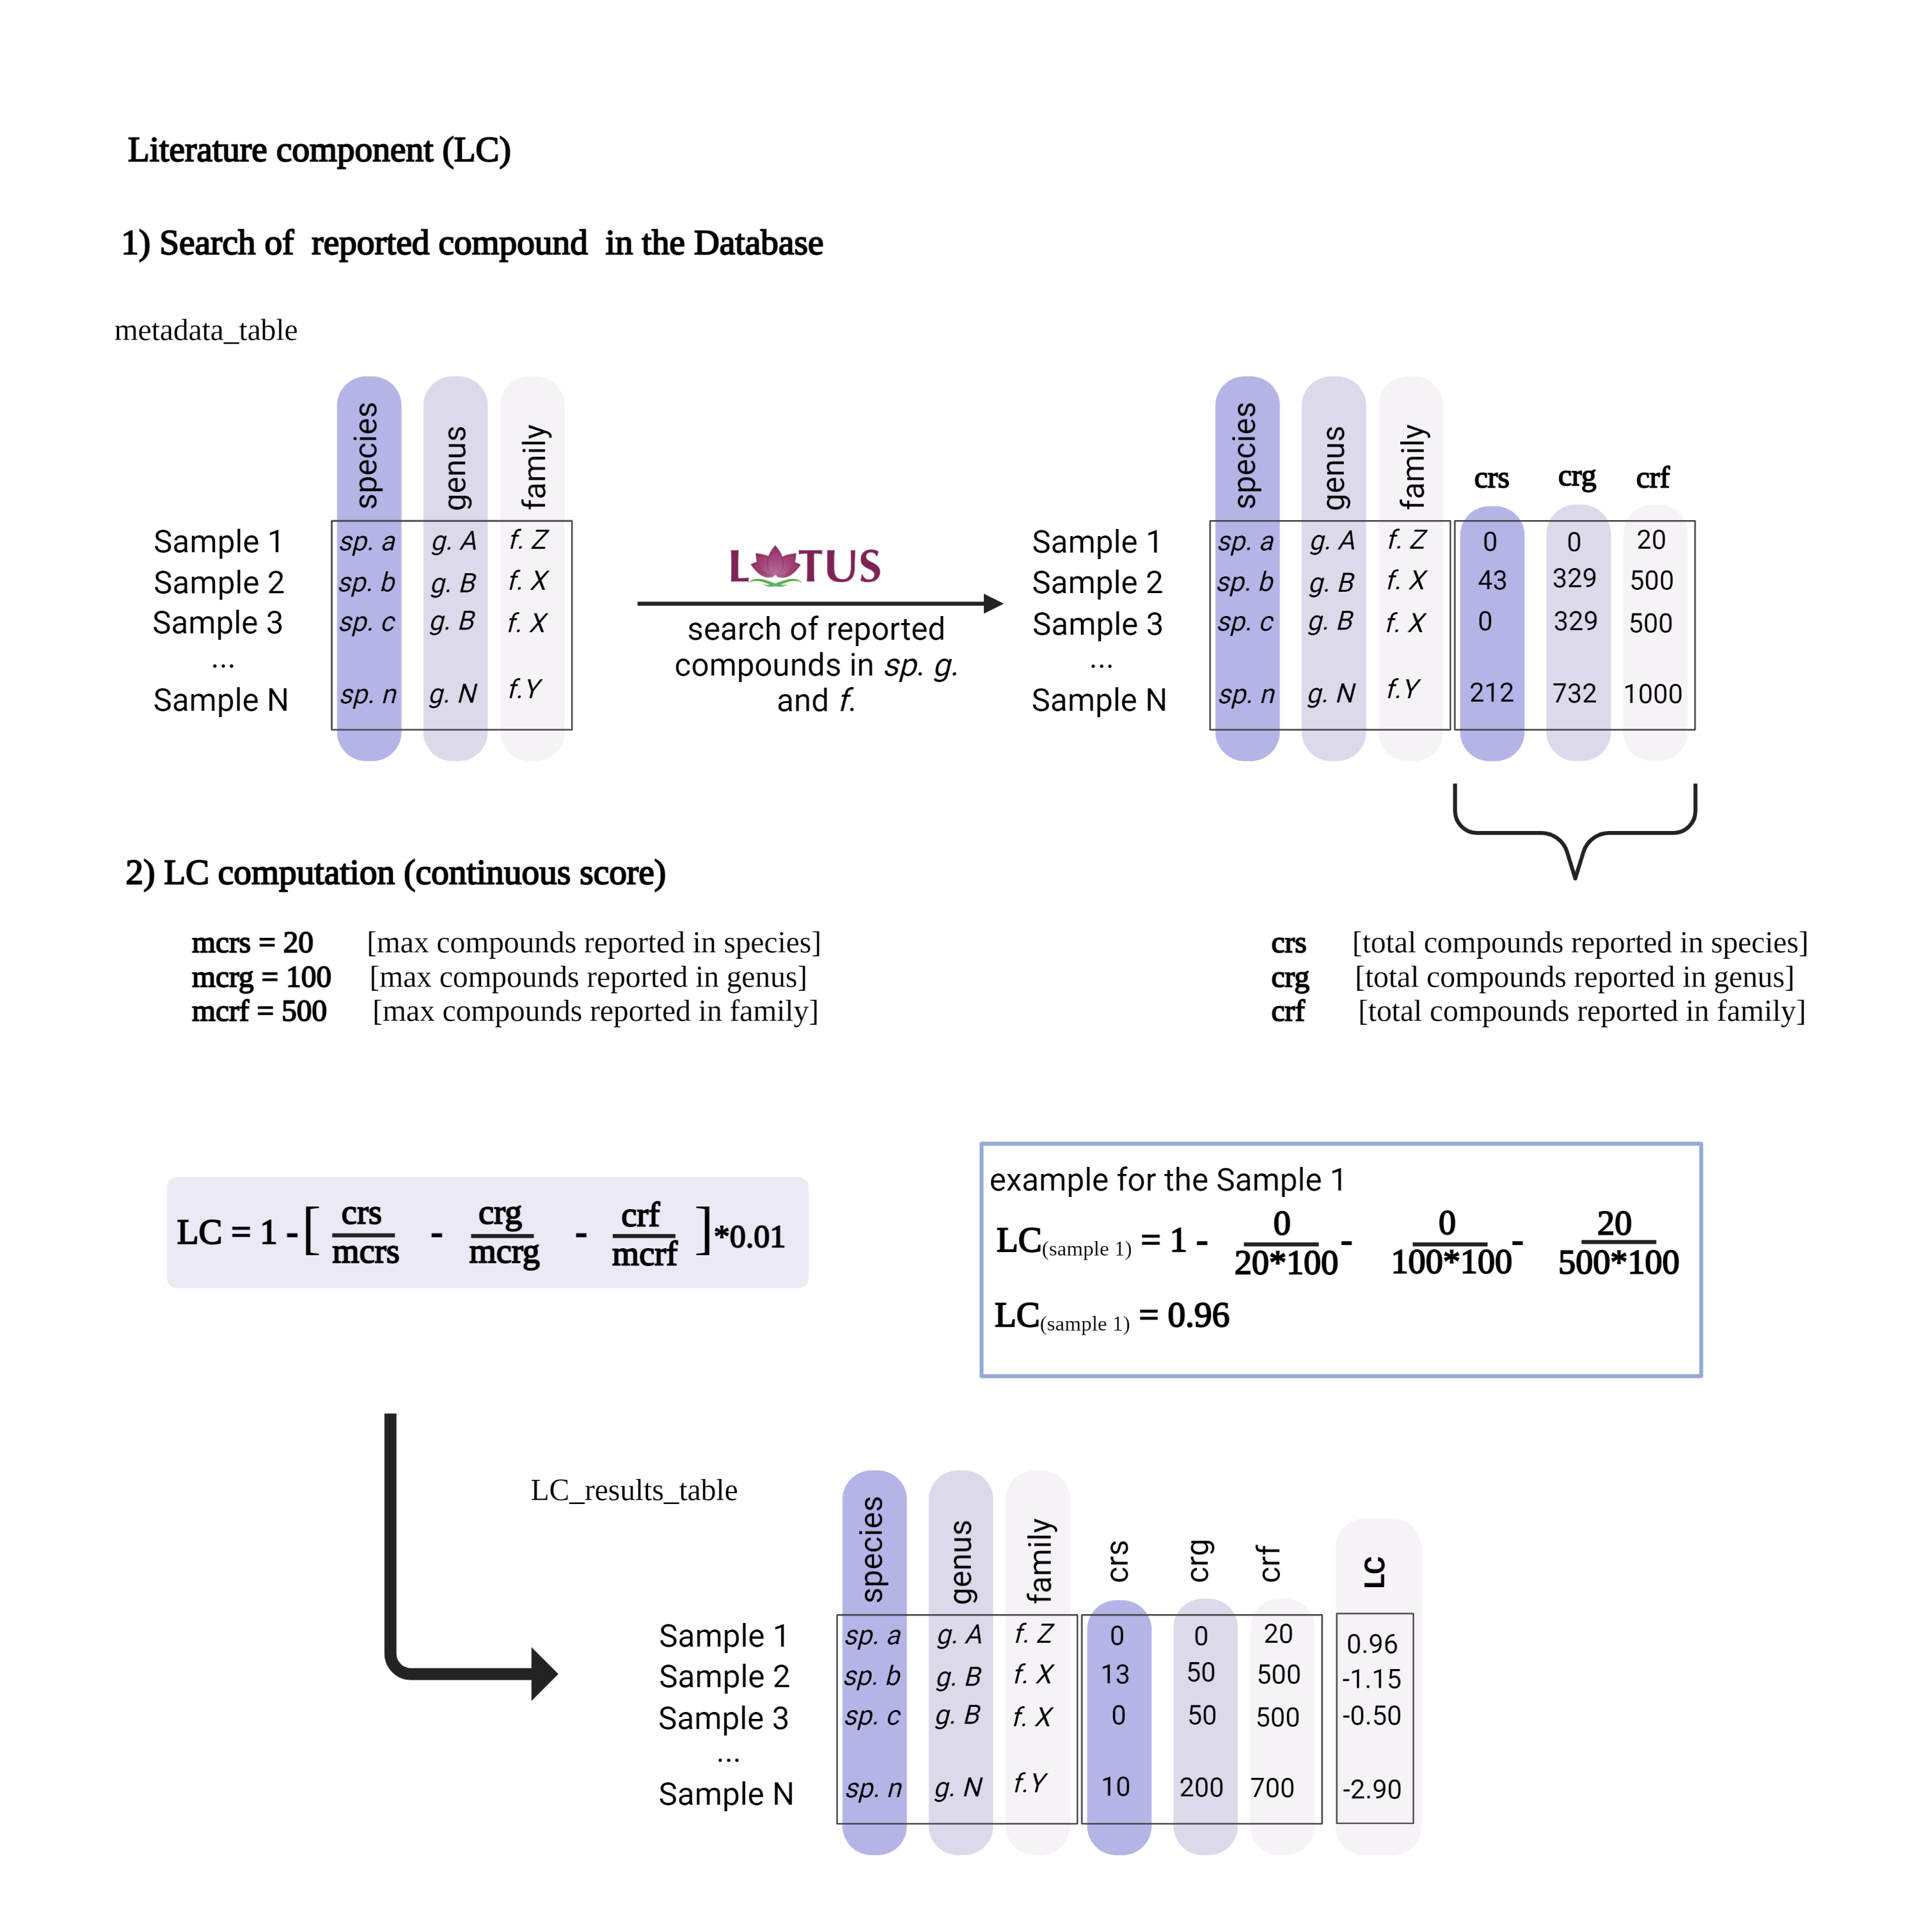 Literature component (LC)
1) Search of reported compound in the Database
metadata_table
species genus family
Sample 1 sp. a g. A f. Z
Sample 2 sp. b g. B f. X
Sample 3 sp. c g. B f. X
...
Sample N sp. n g. N f.Y
LOTUS
search of reported
compounds in sp. g.
and f.
species genus family crs crg crf
Sample 1 sp. a g. A f. Z 0 0 20
Sample 2 sp. b g. B f. X 43 329 500
Sample 3 sp. c g. B f. X 0 329 500
...
Sample N sp. n g. N f.Y 212 732 1000
2) LC computation (continuous score)
mcrs = 20 [max compounds reported in species]
mcrg = 100 [max compounds reported in genus]
mcrf = 500 [max compounds reported in family]
crs [total compounds reported in species]
crg [total compounds reported in genus]
crf [total compounds reported in family]
LC = 1 - [ crs/mcrs - crg/mcrg - crf/mcrf ] *0.01
example for the Sample 1
LC(sample 1) = 1 - 0/20*100 - 0/100*100 - 20/500*100
LC(sample 1) = 0.96
LC_results_table
species genus family crs crg crf LC
Sample 1 sp. a g. A f. Z 0 0 20 0.96
Sample 2 sp. b g. B f. X 13 50 500 -1.15
Sample 3 sp. c g. B f. X 0 50 500 -0.50
...
Sample N sp. n g. N f.Y 10 200 700 -2.90